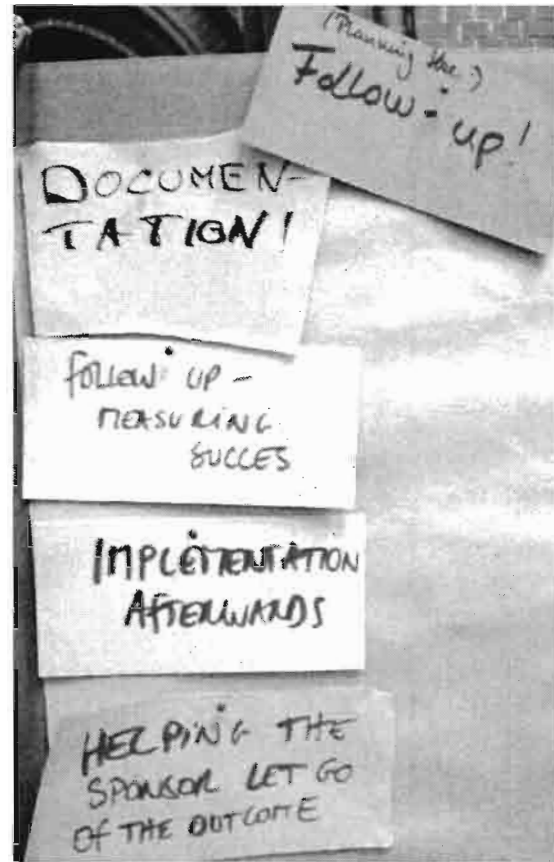 (Planning
Follow-up!
DOCUMEN-
TATION!
FOLLOW UP -
MEASURING
SUCCES
IMPLEMENTATION
AFTERWARDS
HELPING THE
SPONSOR LET GO
OF THE OUTCOME